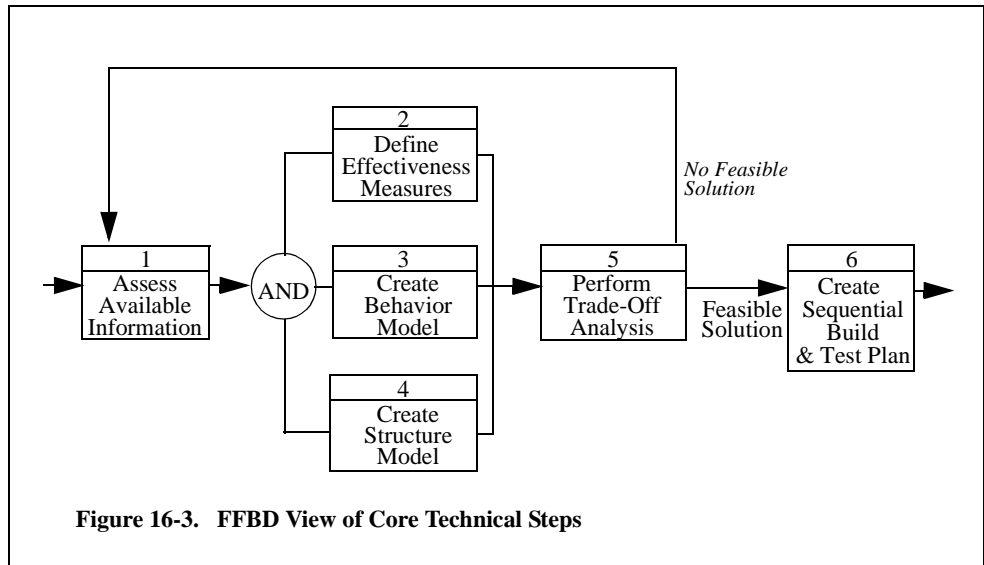 2
Define
Effectiveness
Measures
No Feasible
Solution
1
Assess
Available
Information
AND
3
Create
Behavior
Model
5
Perform
Trade-Off
Analysis
Feasible
Solution
6
Create
Sequential
Build
& Test Plan
4
Create
Structure
Model
Figure 16-3. FFBD View of Core Technical Steps